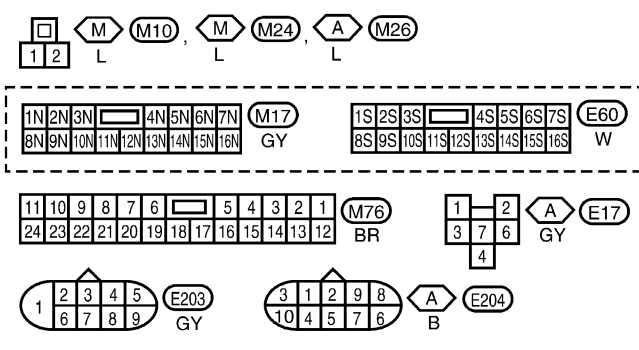 M M10 , M M24 , A M26
1 2 L L L
1N 2N 3N 4N 5N 6N 7N M17 1S 2S 3S 4S 5S 6S 7S E60
8N 9N 10N 11N 12N 13N 14N 15N 16N GY 8S 9S 10S 11S 12S 13S 14S 15S 16S W
11 10 9 8 7 6 5 4 3 2 1 M76 1 2 A E17
24 23 22 21 20 19 18 17 16 15 14 13 12 BR 3 7 6 GY
4
1 2 3 4 5 E203 3 1 2 9 8 A E204
6 7 8 9 GY 10 4 5 7 6 B